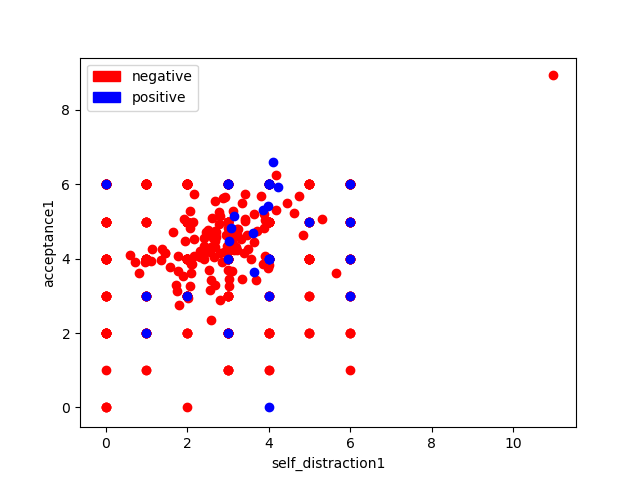 negative
positive
8
6
4
2
0
acceptance1
0 2 4 6 8 10
self_distraction1